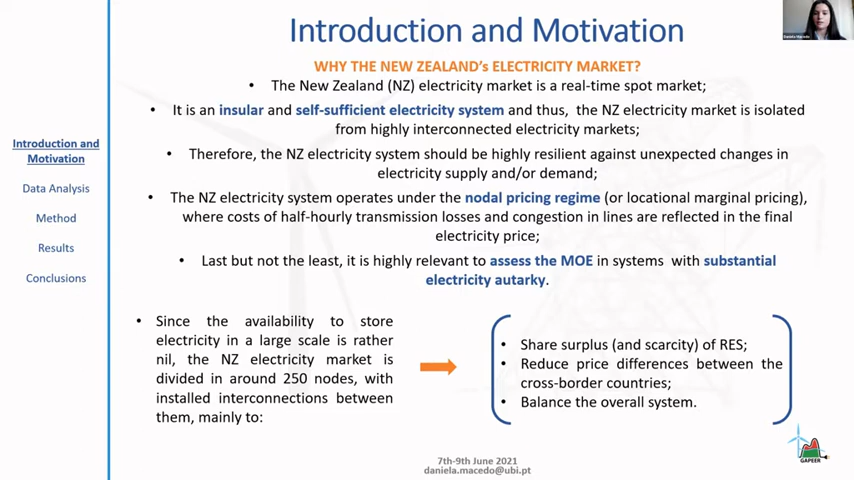 Introduction and Motivation
Daniela Macedo
WHY THE NEW ZEALAND's ELECTRICITY MARKET?
• The New Zealand (NZ) electricity market is a real-time spot market;
• It is an insular and self-sufficient electricity system and thus, the NZ electricity market is isolated
from highly interconnected electricity markets;
• Therefore, the NZ electricity system should be highly resilient against unexpected changes in
electricity supply and/or demand;
• The NZ electricity system operates under the nodal pricing regime (or locational marginal pricing),
where costs of half-hourly transmission losses and congestion in lines are reflected in the final
electricity price;
• Last but not the least, it is highly relevant to assess the MOE in systems with substantial
electricity autarky.
Introduction and
Motivation
Data Analysis
Method
Results
Conclusions
• Since the availability to store
electricity in a large scale is rather
nil, the NZ electricity market is
divided in around 250 nodes, with
installed interconnections between
them, mainly to:
• Share surplus (and scarcity) of RES;
• Reduce price differences between the
cross-border countries;
• Balance the overall system.
7th-9th June 2021
daniela.macedo@ubi.pt
GAPEER